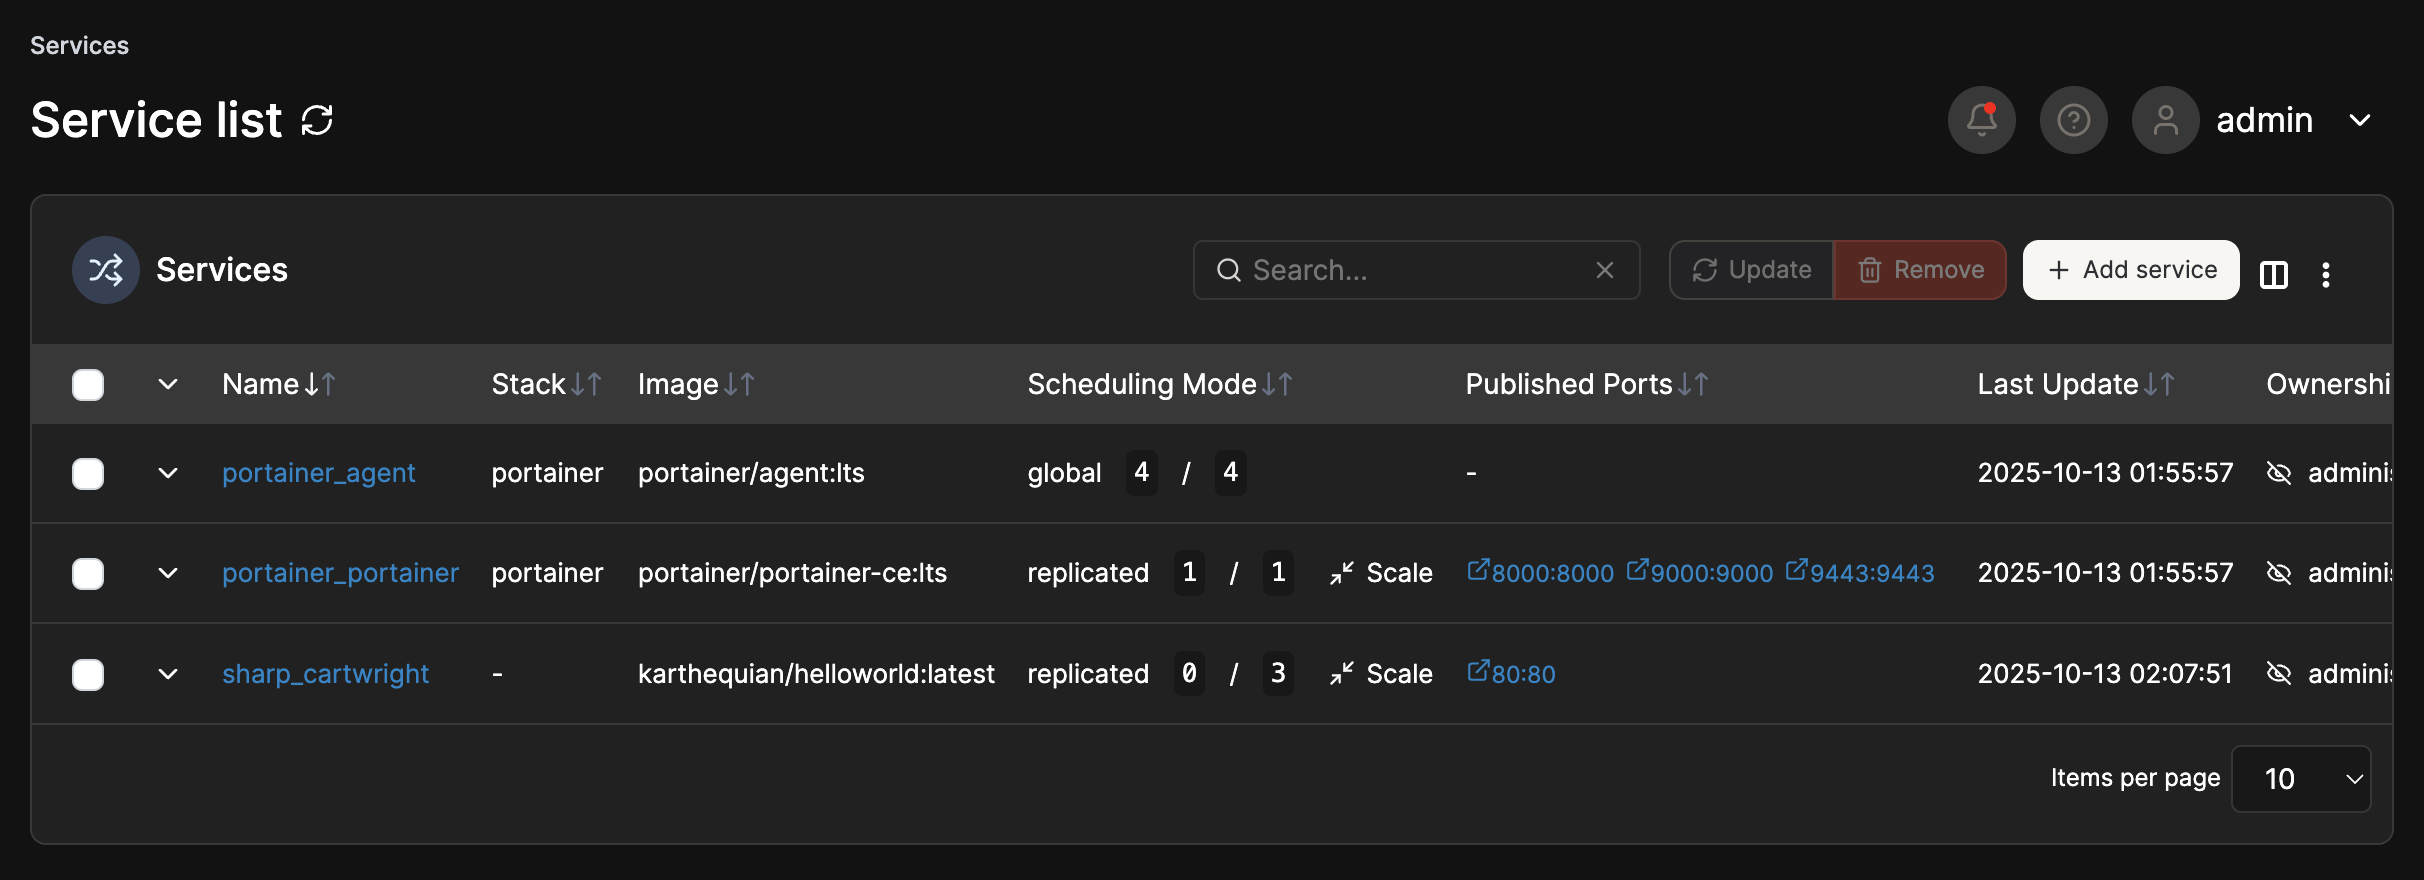 Services
Service list
admin
Services
Search...
Update
Remove
Add service
Name Stack Image Scheduling Mode Published Ports Last Update Ownershi
portainer_agent portainer portainer/agent:lts global 4 / 4 - 2025-10-13 01:55:57 adminis
portainer_portainer portainer portainer/portainer-ce:lts replicated 1 / 1 Scale 8000:8000 9000:9000 9443:9443 2025-10-13 01:55:57 adminis
sharp_cartwright - karthequian/helloworld:latest replicated 0 / 3 Scale 80:80 2025-10-13 02:07:51 adminis
Items per page 10